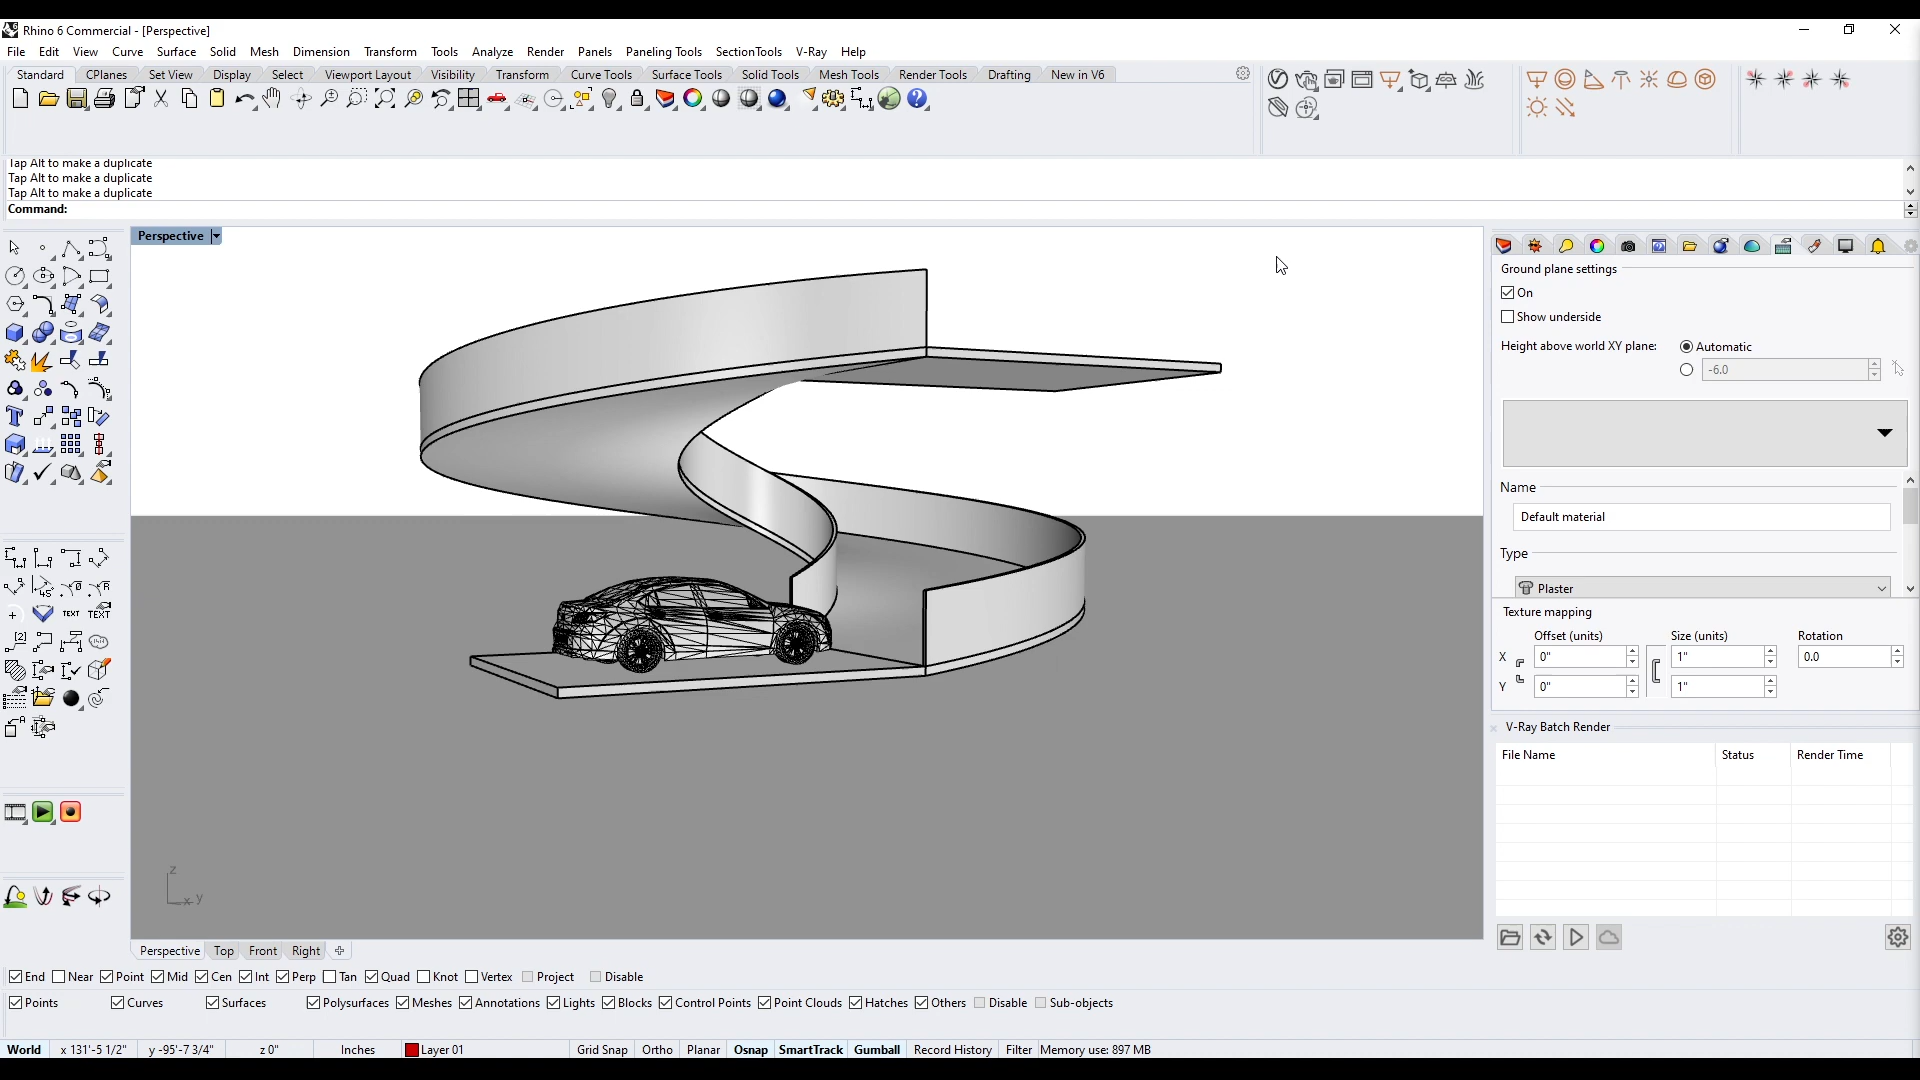 Rhino 6 Commercial - [Perspective]
File Edit View Curve Surface Solid Mesh Dimension Transform Tools Analyze Render Panels Paneling Tools SectionTools V-Ray Help
Standard CPlanes Set View Display Select Viewport Layout Visibility Transform Curve Tools Surface Tools Solid Tools Mesh Tools Render Tools Drafting New in V6
Tap Alt to make a duplicate
Tap Alt to make a duplicate
Tap Alt to make a duplicate
Command:
Perspective
Ground plane settings
On
Show underside
Height above world XY plane: Automatic
-6.0
Name
Default material
Type
Plaster
Texture mapping
Offset (units) Size (units) Rotation
X 0" 1" 0.0
Y 0" 1"
V-Ray Batch Render
File Name Status Render Time
TEXT TEXT
z
x y
Perspective Top Front Right
End Near Point Mid Cen Int Perp Tan Quad Knot Vertex Project Disable
Points Curves Surfaces Polysurfaces Meshes Annotations Lights Blocks Control Points Point Clouds Hatches Others Disable Sub-objects
World x 131'-5 1/2" y -95'-7 3/4" z 0" Inches Layer 01 Grid Snap Ortho Planar Osnap SmartTrack Gumball Record History Filter Memory use: 897 MB